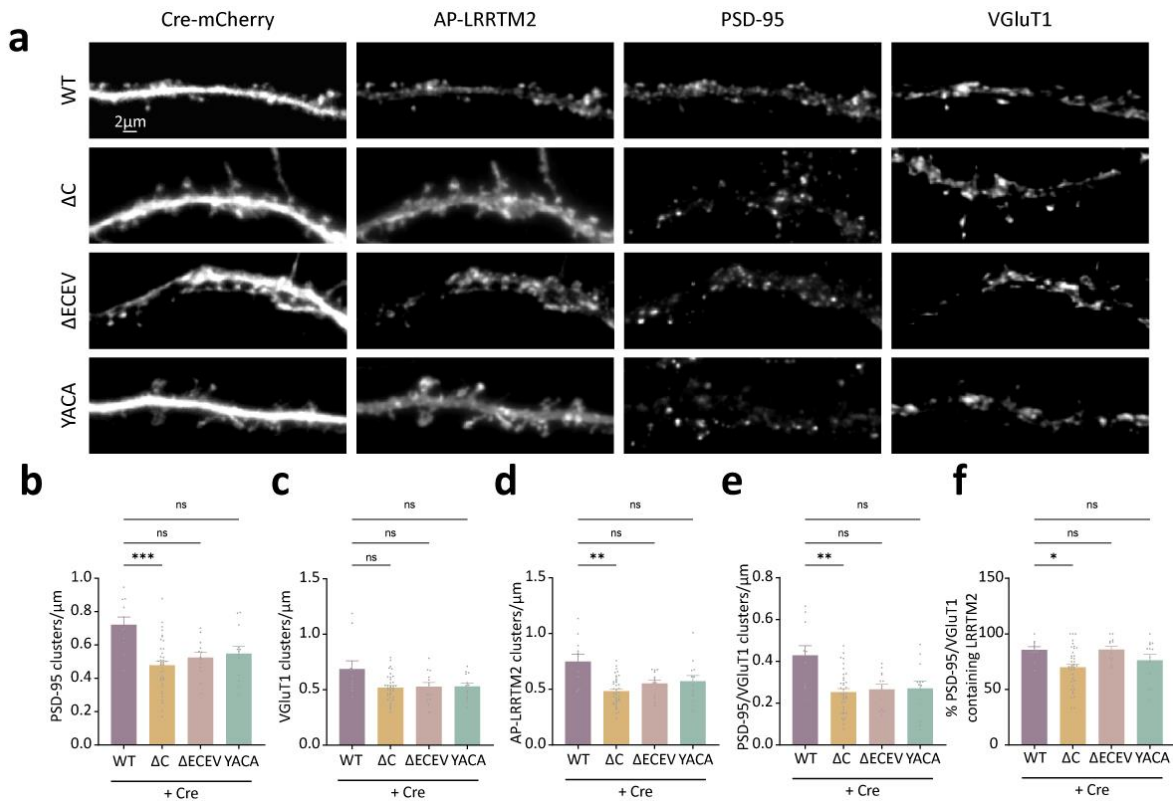 Cre-mCherry AP-LRRTM2 PSD-95 VGluT1
a
WT
2µm
ΔC
ΔECEV
YACA
b
ns
ns
***
PSD-95 clusters/µm
1.0
0.8
0.6
0.4
0.2
0.0
WT ΔC ΔECEV YACA
+ Cre
c
ns
ns
ns
VGluT1 clusters/µm
1.5
1.0
0.5
0.0
WT ΔC ΔECEV YACA
+ Cre
d
ns
ns
**
AP-LRRTM2 clusters/µm
1.5
1.0
0.5
0.0
WT ΔC ΔECEV YACA
+ Cre
e
ns
ns
**
PSD-95/VGluT1 clusters/µm
0.8
0.6
0.4
0.2
0.0
WT ΔC ΔECEV YACA
+ Cre
f
ns
ns
*
% PSD-95/VGluT1
containing LRRTM2
150
100
50
0
WT ΔC ΔECEV YACA
+ Cre